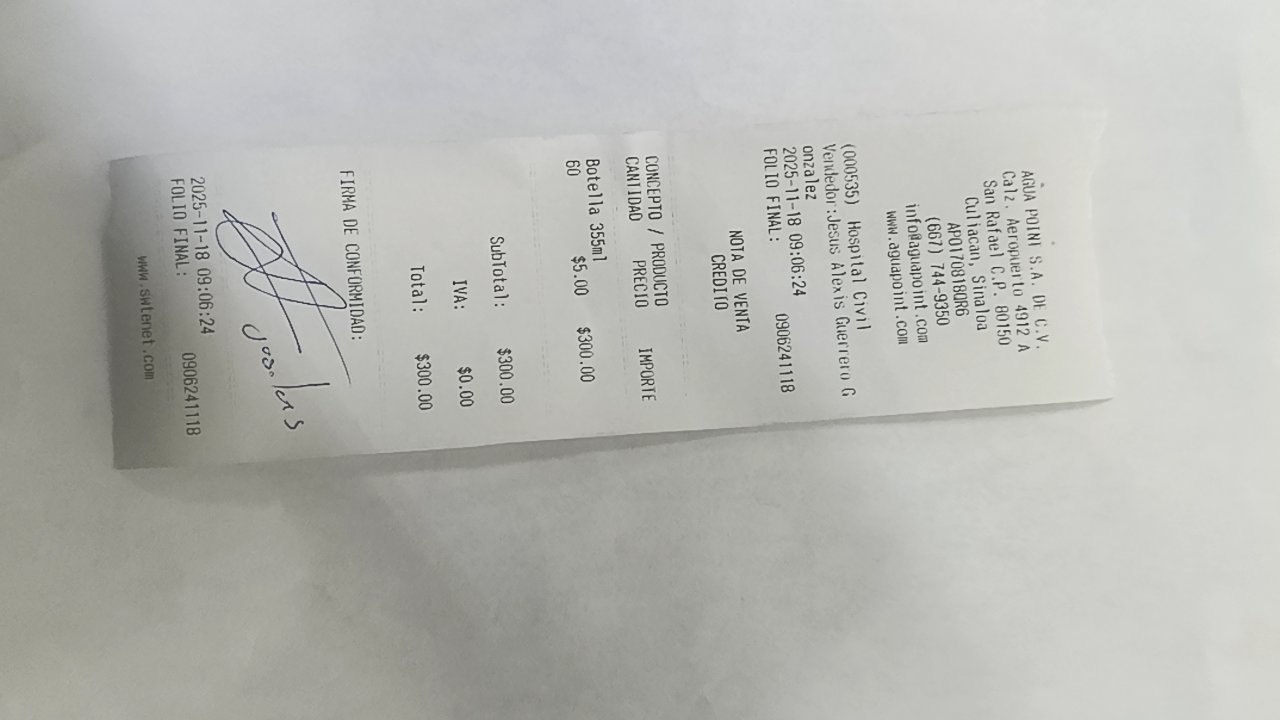 AGUA POINT S.A. DE C.V.
Calz. Aeropuerto 4912 A
San Rafael C.P. 80150
Culiacan, Sinaloa
APO170818QR6
(667) 744-9350
info@aguapoint.com
www.aguapoint.com
(000535) Hospital Civil
Vendedor:Jesus Alexis Guerrero G
onzalez
2025-11-18 09:06:24
FOLIO FINAL: 0906241118
NOTA DE VENTA
CREDITO
CONCEPTO / PRODUCTO
CANTIDAD PRECIO IMPORTE
Botella 355ml
60 $5.00 $300.00
SubTotal: $300.00
IVA: $0.00
Total: $300.00
FIRMA DE CONFORMIDAD:
2025-11-18 09:06:24
FOLIO FINAL: 0906241118
www.swtenet.com